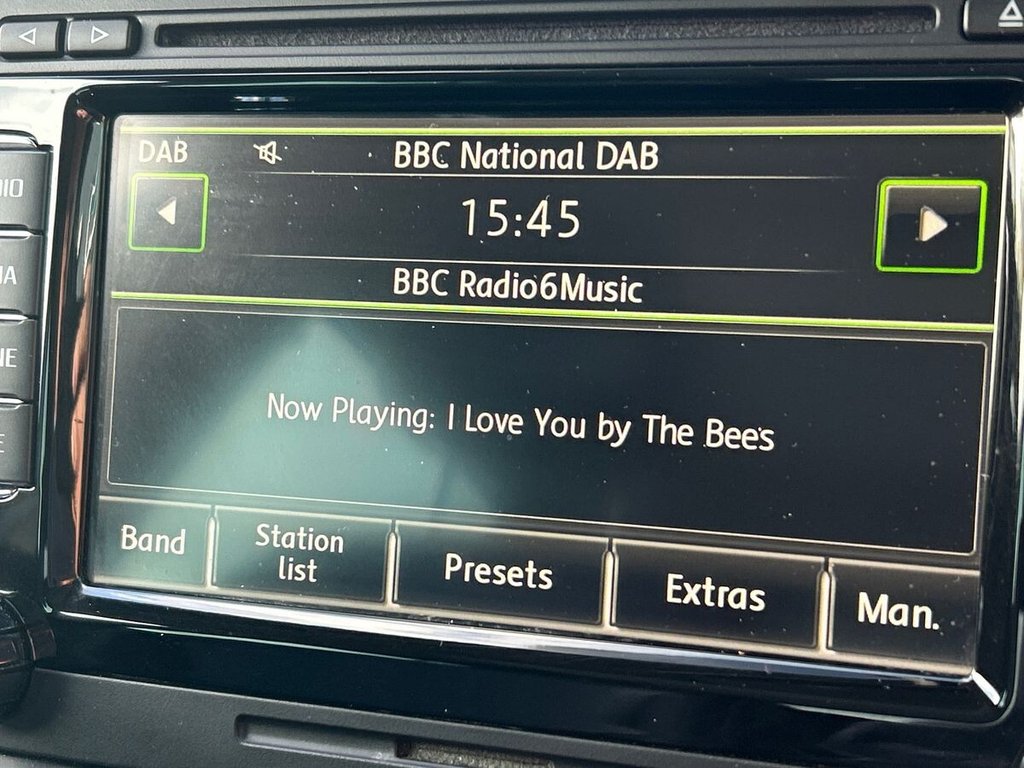 DAB
BBC National DAB
15:45
BBC Radio6Music
Now Playing: I Love You by The Bees
Band
Station
list
Presets
Extras
Man.